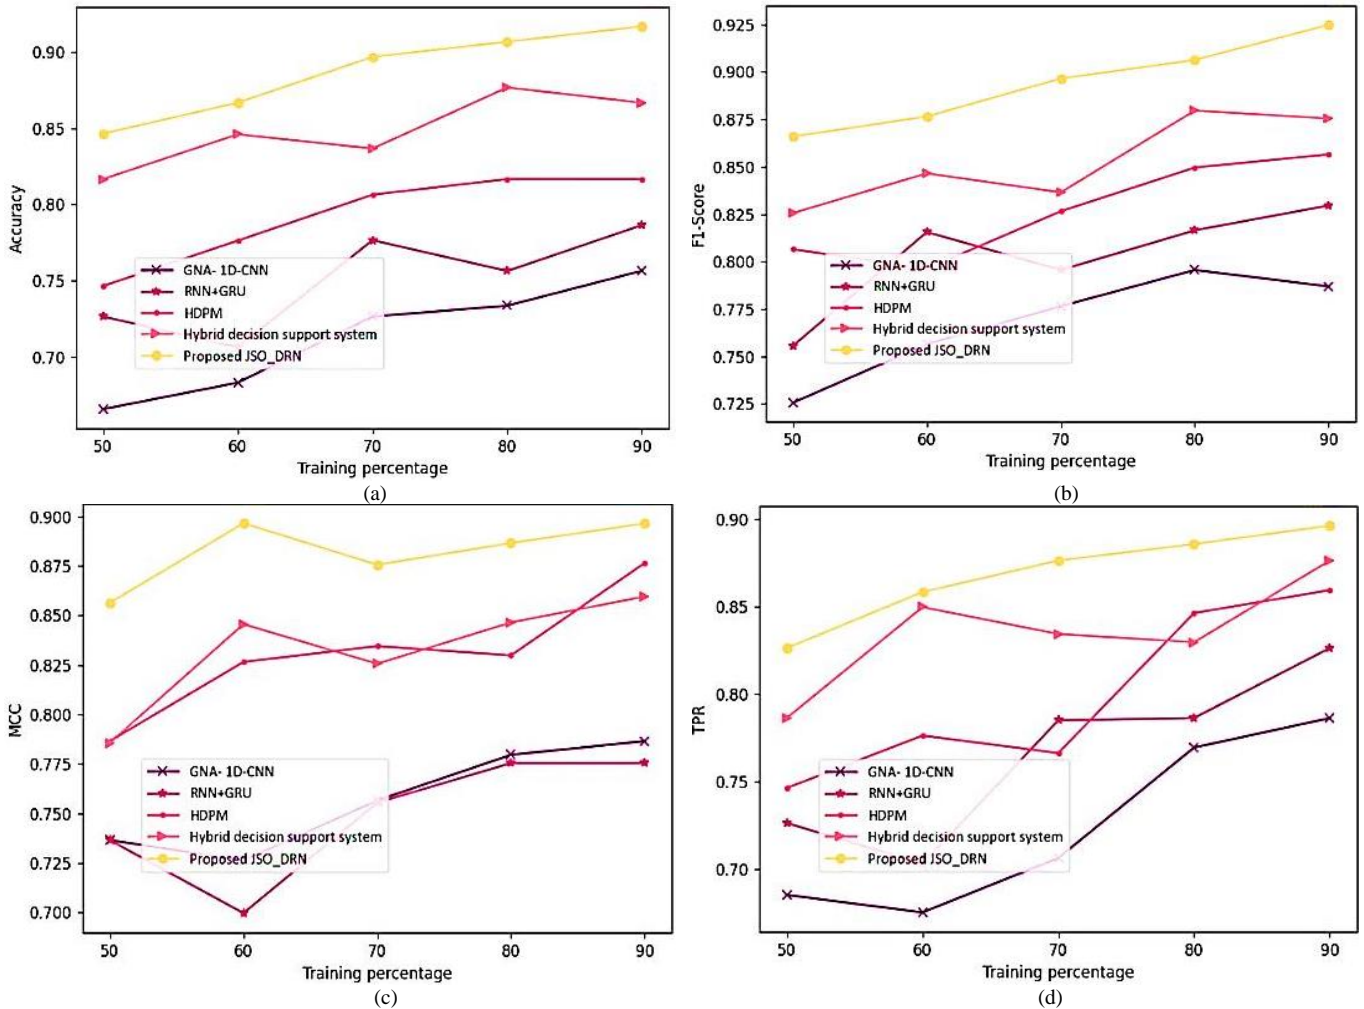 0.90
0.85
0.80
0.75
0.70
Accuracy
GNA- 1D-CNN
RNN+GRU
HDPM
Hybrid decision support system
Proposed JSO_DRN
50 60 70 80 90
Training percentage
(a)
0.925
0.900
0.875
0.850
0.825
0.800
0.775
0.750
0.725
F1-Score
GNA- 1D-CNN
RNN+GRU
HDPM
Hybrid decision support system
Proposed JSO_DRN
50 60 70 80 90
Training percentage
(b)
0.900
0.875
0.850
0.825
0.800
0.775
0.750
0.725
0.700
MCC
GNA- 1D-CNN
RNN+GRU
HDPM
Hybrid decision support system
Proposed JSO_DRN
50 60 70 80 90
Training percentage
(c)
0.90
0.85
0.80
0.75
0.70
TPR
GNA- 1D-CNN
RNN+GRU
HDPM
Hybrid decision support system
Proposed JSO_DRN
50 60 70 80 90
Training percentage
(d)